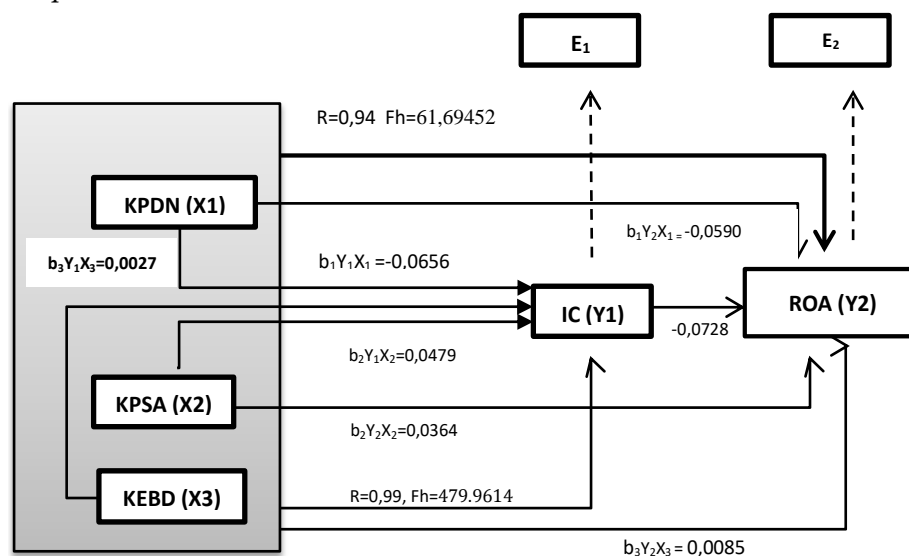 E₁
E₂
R=0,94 Fh=61,69452
KPDN (X1)
b₁Y₂X₁ = -0,0590
b₃Y₁X₃=0,0027
b₁Y₁X₁ =-0,0656
IC (Y1)
ROA (Y2)
-0,0728
b₂Y₁X₂=0,0479
KPSA (X2)
b₂Y₂X₂=0,0364
KEBD (X3)
R=0,99, Fh=479.9614
b₃Y₂X₃ = 0,0085